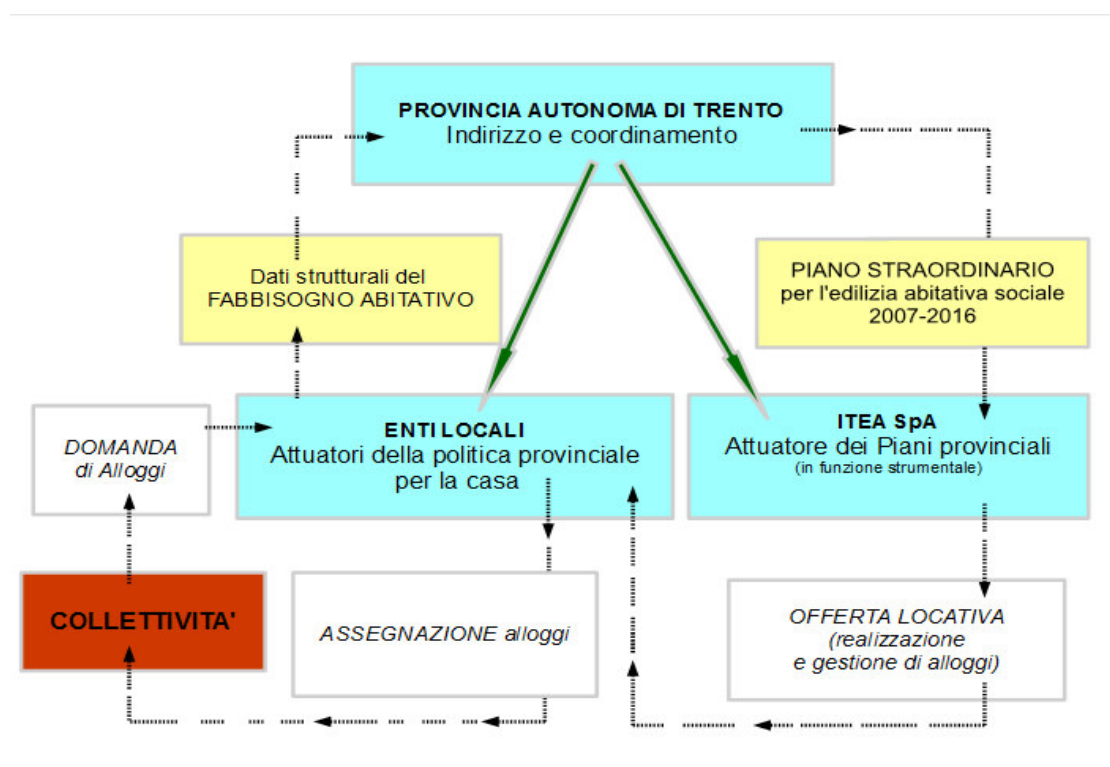 PROVINCIA AUTONOMA DI TRENTO
Indirizzo e coordinamento
Dati strutturali del
FABBISOGNO ABITATIVO
PIANO STRAORDINARIO
per l'edilizia abitativa sociale
2007-2016
DOMANDA
di Alloggi
ENTI LOCALI
Attuatori della politica provinciale
per la casa
ITEA SpA
Attuatore dei Piani provinciali
(in funzione strumentale)
COLLETTIVITA'
ASSEGNAZIONE alloggi
OFFERTA LOCATIVA
(realizzazione
e gestione di alloggi)